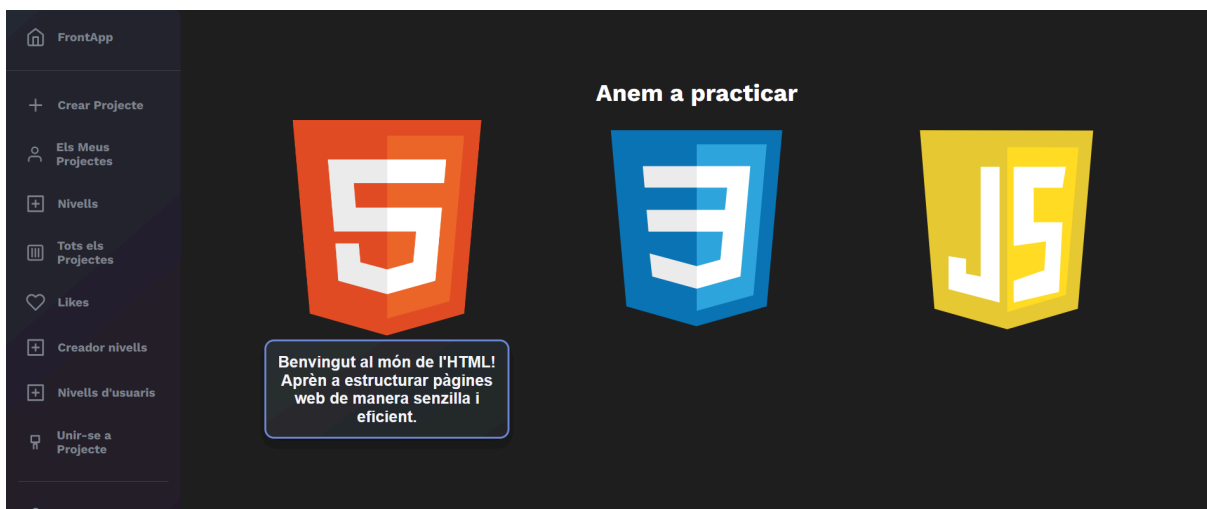 FrontApp
Crear Projecte
Els Meus
Projectes
Nivells
Tots els
Projectes
Likes
Creador nivells
Nivells d'usuaris
Unir-se a
Projecte
Anem a practicar
5
3
JS
Benvingut al món de l'HTML!
Aprèn a estructurar pàgines
web de manera senzilla i
eficient.